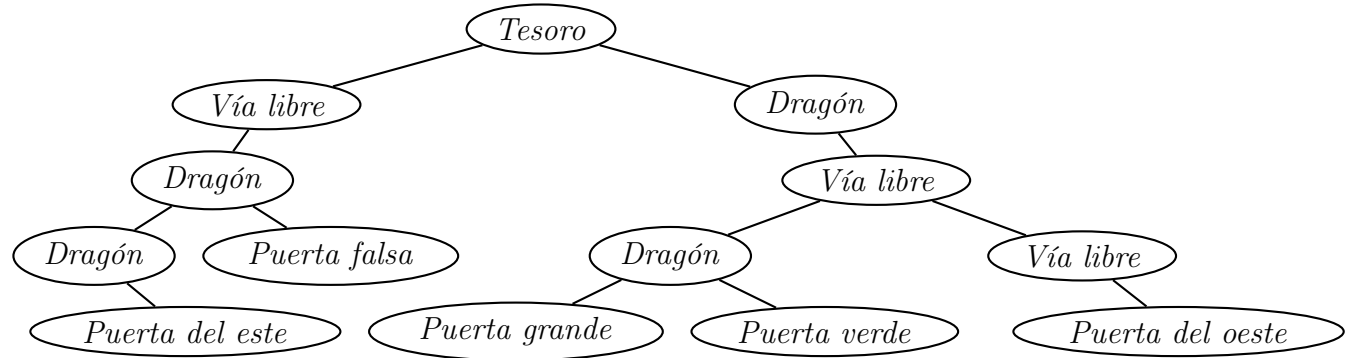 Tesoro
Vía libre
Dragón
Dragón
Vía libre
Dragón
Puerta falsa
Dragón
Vía libre
Puerta del este
Puerta grande
Puerta verde
Puerta del oeste